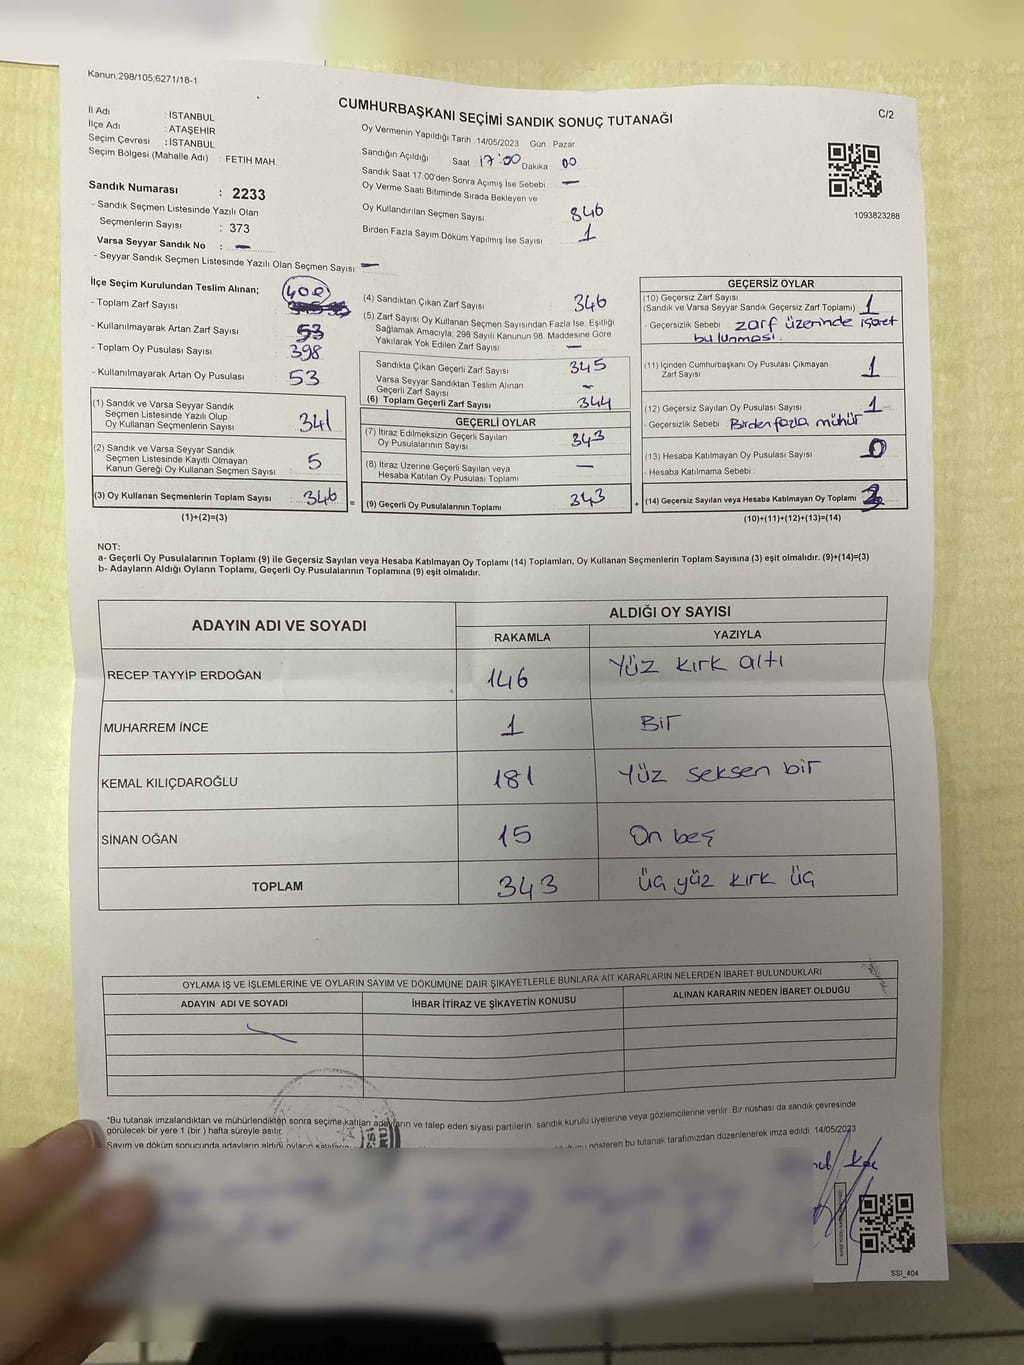 Kanun,298/105,6271/18-1
C/2
CUMHURBAŞKANI SEÇİMİ SANDIK SONUÇ TUTANAĞI
İl Adı : İSTANBUL
İlçe Adı : ATAŞEHİR
Seçim Çevresi : İSTANBUL
Seçim Bölgesi (Mahalle Adı) : FETİH MAH.
Oy Vermenin Yapıldığı Tarih :14/05/2023 Gün Pazar
Sandığın Açıldığı Saat 17:00 Dakika 00
Sandık Saat 17.00'den Sonra Açımış İse Sebebi —
Oy Verme Saati Bitiminde Sırada Bekleyen ve
Oy Kullandırılan Seçmen Sayısı 346
Birden Fazla Sayım Döküm Yapılmış İse Sayısı 1
1093823288
Sandık Numarası : 2233
- Sandık Seçmen Listesinde Yazılı Olan
Seçmenlerin Sayısı : 373
Varsa Seyyar Sandık No : —
- Seyyar Sandık Seçmen Listesinde Yazılı Olan Seçmen Sayısı: —
İlçe Seçim Kurulundan Teslim Alınan;
- Toplam Zarf Sayısı 400
- Kullanılmayarak Artan Zarf Sayısı 53
- Toplam Oy Pusulası Sayısı 398
- Kullanılmayarak Artan Oy Pusulası 53
(1) Sandık ve Varsa Seyyar Sandık
Seçmen Listesinde Yazılı Olup
Oy Kullanan Seçmenlerin Sayısı : 341
(2) Sandık ve Varsa Seyyar Sandık
Seçmen Listesinde Kayıtlı Olmayan
Kanun Gereği Oy Kullanan Seçmen Sayısı : 5
(3) Oy Kullanan Seçmenlerin Toplam Sayısı : 346 =
(1)+(2)=(3)
(4) Sandıktan Çıkan Zarf Sayısı 346
(5) Zarf Sayısı Oy Kullanan Seçmen Sayısından Fazla İse, Eşitliği
Sağlamak Amacıyla; 298 Sayılı Kanunun 98. Maddesine Göre
Yakılarak Yok Edilen Zarf Sayısı —
Sandıkta Çıkan Geçerli Zarf Sayısı 345
Varsa Seyyar Sandıktan Teslim Alınan
Geçerli Zarf Sayısı —
(6) Toplam Geçerli Zarf Sayısı 344
GEÇERLİ OYLAR
(7) İtiraz Edilmeksizin Geçerli Sayılan
Oy Pusulalarının Sayısı 343
(8) İtiraz Üzerine Geçerli Sayılan veya
Hesaba Katılan Oy Pusulası Toplamı —
(9) Geçerli Oy Pusulalarının Toplamı 343 +
GEÇERSİZ OYLAR
(10) Geçersiz Zarf Sayısı
(Sandık ve Varsa Seyyar Sandık Geçersiz Zarf Toplamı) 1
- Geçersizlik Sebebi : zarf üzerinde işaret
bulunması.
(11) İçinden Cumhurbaşkanı Oy Pusulası Çıkmayan
Zarf Sayısı 1
(12) Geçersiz Sayılan Oy Pusulası Sayısı 1
- Geçersizlik Sebebi Birden fazla mühür
(13) Hesaba Katılmayan Oy Pusulası Sayısı 0
- Hesaba Katılmama Sebebi
(14) Geçersiz Sayılan veya Hesaba Katılmayan Oy Toplamı 3
(10)+(11)+(12)+(13)=(14)
NOT:
a- Geçerli Oy Pusulalarının Toplamı (9) ile Geçersiz Sayılan veya Hesaba Katılmayan Oy Toplamı (14) Toplamları, Oy Kullanan Seçmenlerin Toplam Sayısına (3) eşit olmalıdır. (9)+(14)=(3)
b- Adayların Aldığı Oyların Toplamı, Geçerli Oy Pusulalarının Toplamına (9) eşit olmalıdır.
ADAYIN ADI VE SOYADI
ALDIĞI OY SAYISI
RAKAMLA YAZIYLA
RECEP TAYYİP ERDOĞAN 146 Yüz kırk altı
MUHARREM İNCE 1 Bir
KEMAL KILIÇDAROĞLU 181 Yüz seksen bir
SİNAN OĞAN 15 On beş
TOPLAM 343 üç yüz kırk üç
OYLAMA İŞ VE İŞLEMLERİNE VE OYLARIN SAYIM VE DÖKÜMÜNE DAİR ŞİKAYETLERLE BUNLARA AİT KARARLARIN NELERDEN İBARET BULUNDUKLARI
ADAYIN ADI VE SOYADI İHBAR İTİRAZ VE ŞİKAYETİN KONUSU ALINAN KARARIN NEDEN İBARET OLDUĞU
*Bu tutanak imzalandıktan ve mühürlendikten sonra seçime katılan adayların ve talep eden siyasi partilerin sandık kurulu üyelerine veya gözlemcilerine verilir. Bir nüshası da sandık çevresinde
görülecek bir yere 1 (bir ) hafta süreyle asılır.
Sayım ve döküm sonucunda adayların aldığı oyların gösteren bu tutanak tarafımızdan düzenlenerek imza edildi. 14/05/2023
SSI_404